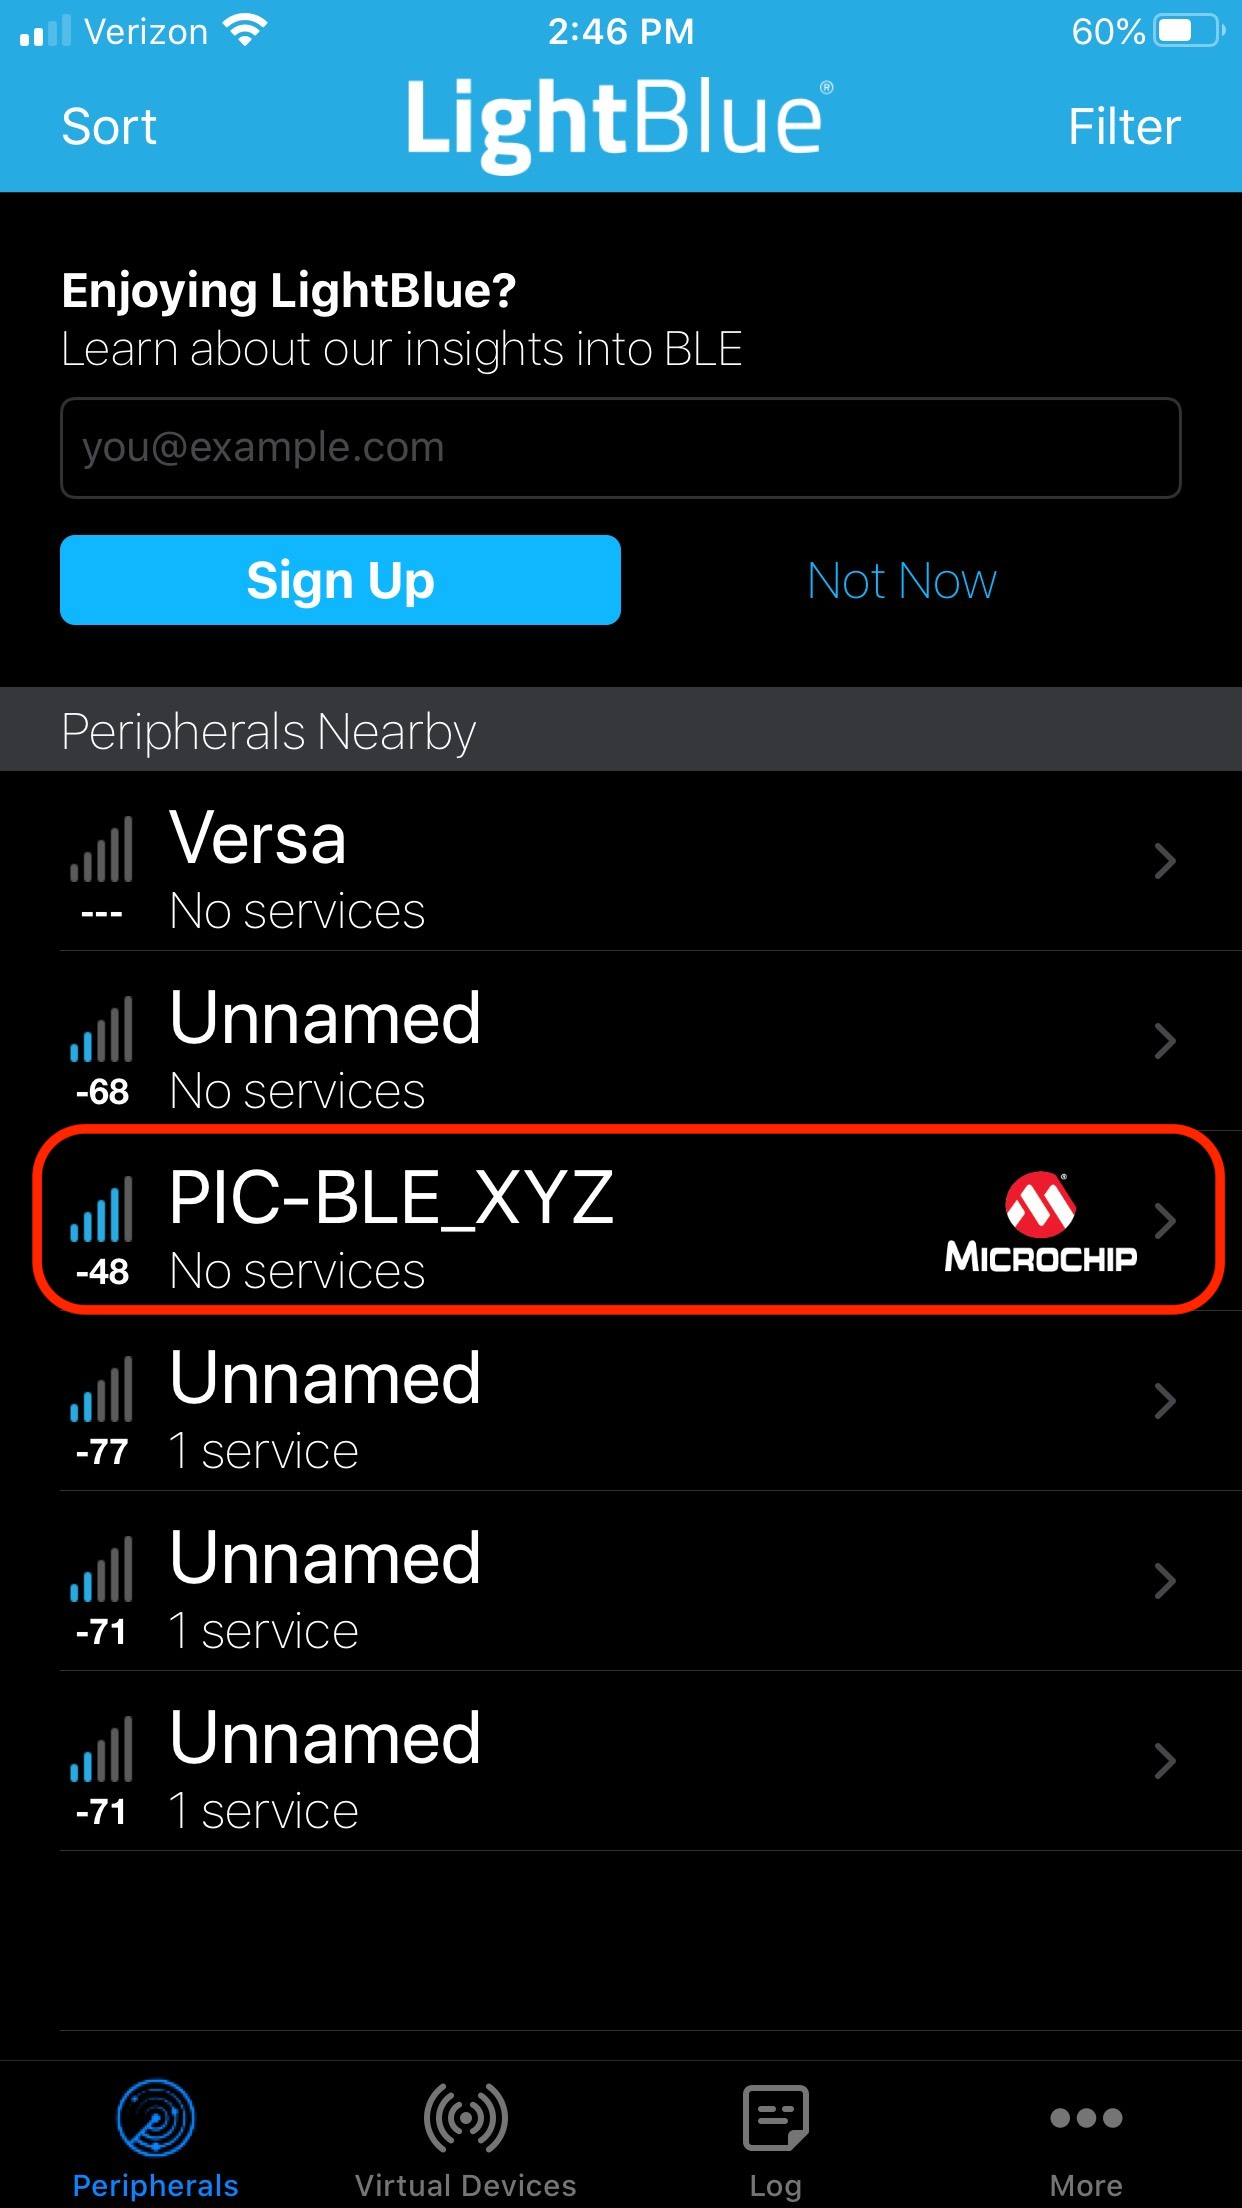 Verizon 2:46 PM 60%
Sort LightBlue® Filter
Enjoying LightBlue?
Learn about our insights into BLE
you@example.com
Sign Up Not Now
Peripherals Nearby
Versa
--- No services
Unnamed
-68 No services
PIC-BLE_XYZ
-48 No services MICROCHIP
Unnamed
-77 1 service
Unnamed
-71 1 service
Unnamed
-71 1 service
Peripherals Virtual Devices Log More